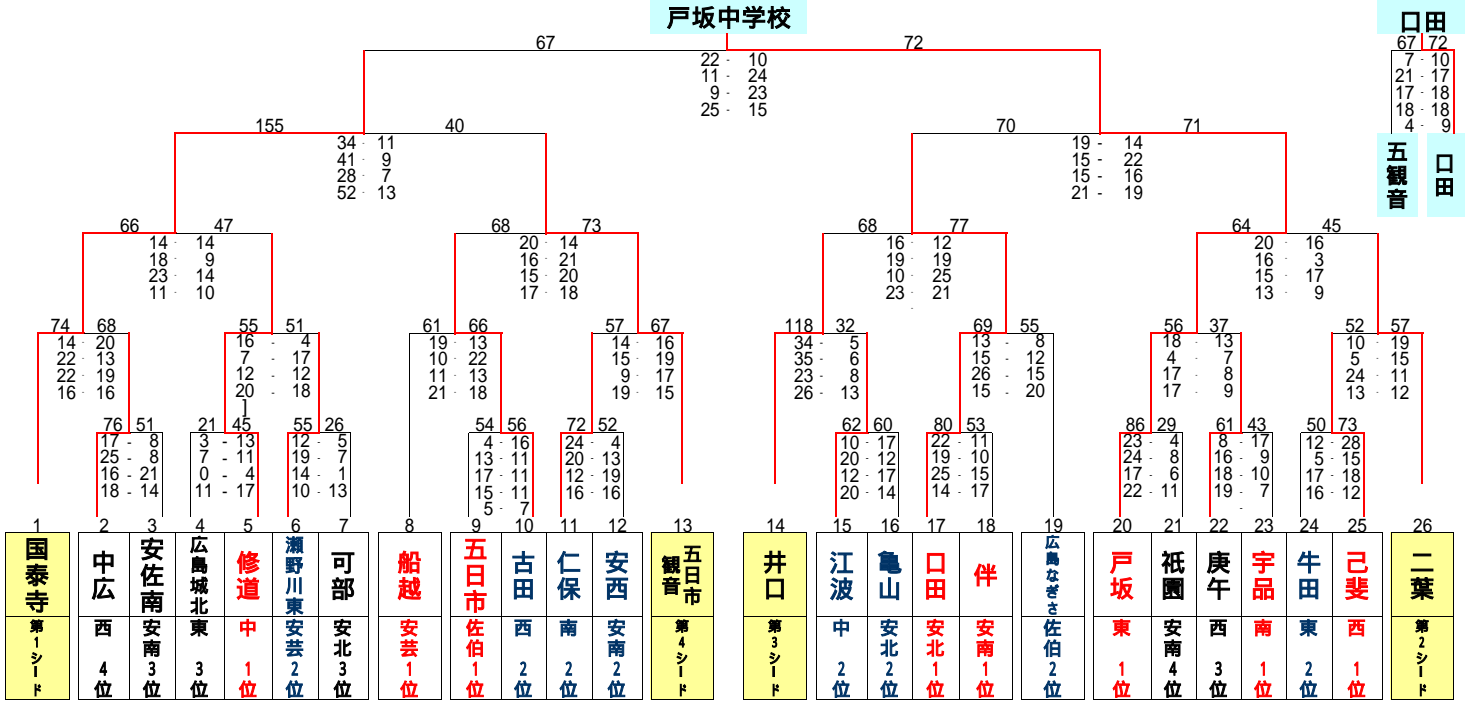 戸坂中学校
67 72
22 - 10
11 - 24
9 - 23
25 - 15
口田
67 72
7 - 10
21 - 17
17 - 18
18 - 18
4 - 9
五観音 口田
155 40
34 - 11
41 - 9
28 - 7
52 - 13
70 71
19 - 14
15 - 22
15 - 16
21 - 19
66 47
14 - 14
18 - 9
23 - 14
11 - 10
68 73
20 - 14
16 - 21
15 - 20
17 - 18
68 77
16 - 12
19 - 19
10 - 25
23 - 21
64 45
20 - 16
16 - 3
15 - 17
13 - 9
74 68
14 - 20
22 - 13
22 - 19
16 - 16
55 51
16 - 4
7 - 17
12 - 12
20 - 18
]
61 66
19 - 13
10 - 22
11 - 13
21 - 18
57 67
14 - 16
15 - 19
9 - 17
19 - 15
118 32
34 - 5
35 - 6
23 - 8
26 - 13
69 55
13 - 8
15 - 12
26 - 15
15 - 20
56 37
18 - 13
4 - 7
17 - 8
17 - 9
52 57
10 - 19
5 - 15
24 - 11
13 - 12
76 51
17 - 8
25 - 8
16 - 21
18 - 14
21 45
3 - 13
7 - 11
0 - 4
11 - 17
55 26
12 - 5
19 - 7
14 - 1
10 - 13
54 56
4 - 16
13 - 11
17 - 11
15 - 11
5 - 7
72 52
24 - 4
20 - 13
12 - 19
16 - 16
62 60
10 - 17
20 - 12
12 - 17
20 - 14
80 53
22 - 11
19 - 10
25 - 15
14 - 17
86 29
23 - 4
24 - 8
17 - 6
22 - 11
61 43
8 - 17
16 - 9
18 - 10
19 - 7
50 73
12 - 28
5 - 15
17 - 18
16 - 12
1 2 3 4 5 6 7 8 9 10 11 12 13 14 15 16 17 18 19 20 21 22 23 24 25 26
国泰寺
第1シード
中広
西 4位
安佐南
安南3位
広島城北
東 3位
修道
中 1位
瀬野川東
安芸2位
可部
安北3位
船越
安芸1位
五日市
佐伯1位
古田
西 2位
仁保
南 2位
安西
安南2位
五日市観音
第4シード
井口
第3シード
江波
中 2位
亀山
安北2位
口田
安北1位
伴
安南1位
広島なぎさ
佐伯2位
戸坂
東 1位
祇園
安南4位
庚午
西 3位
宇品
南 1位
牛田
東 2位
己斐
西 1位
二葉
第2シード